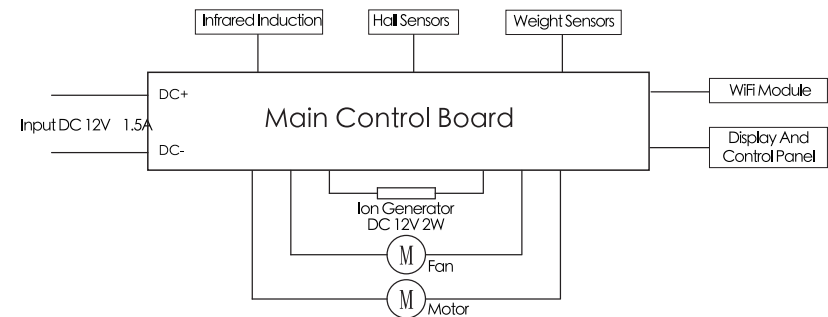 Infrared Induction
Hall Sensors
Weight Sensors
DC+
WiFi Module
Input DC 12V 1.5A
Main Control Board
Display And
Control Panel
DC-
Ion Generator
DC 12V 2W
M
Fan
M
Motor